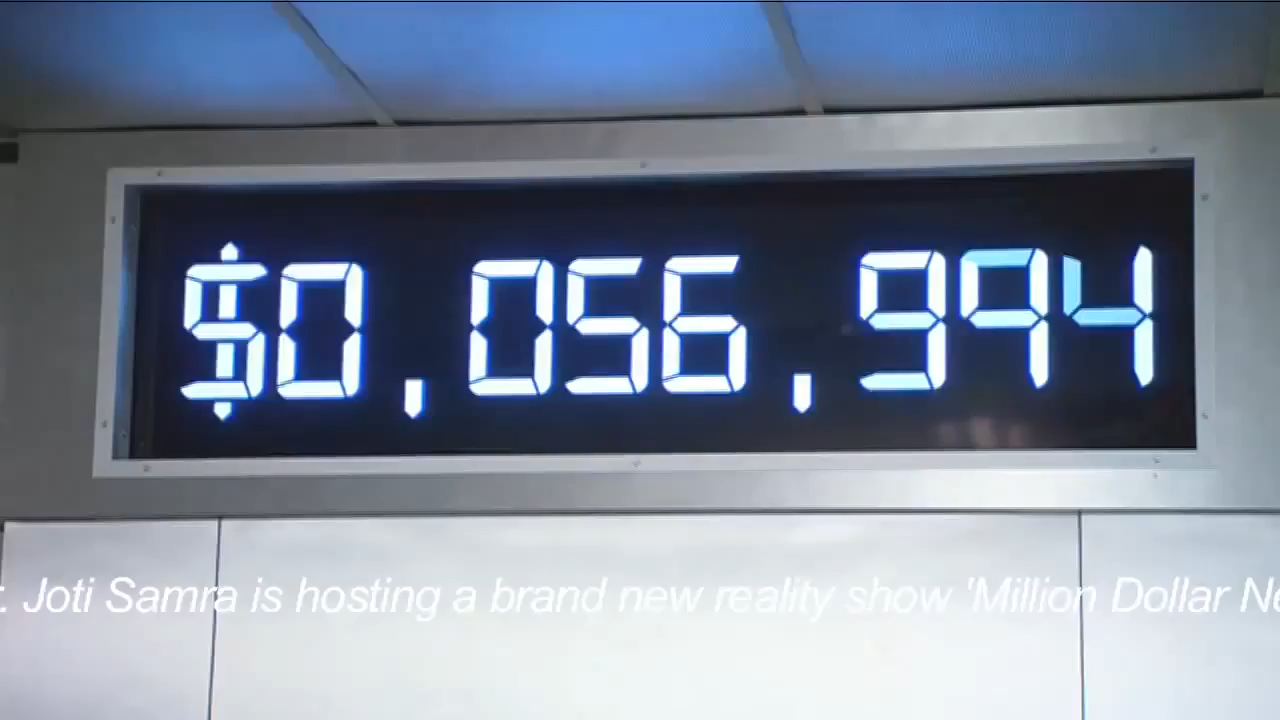 $0,056,994
. Joti Samra is hosting a brand new reality show 'Million Dollar Ne